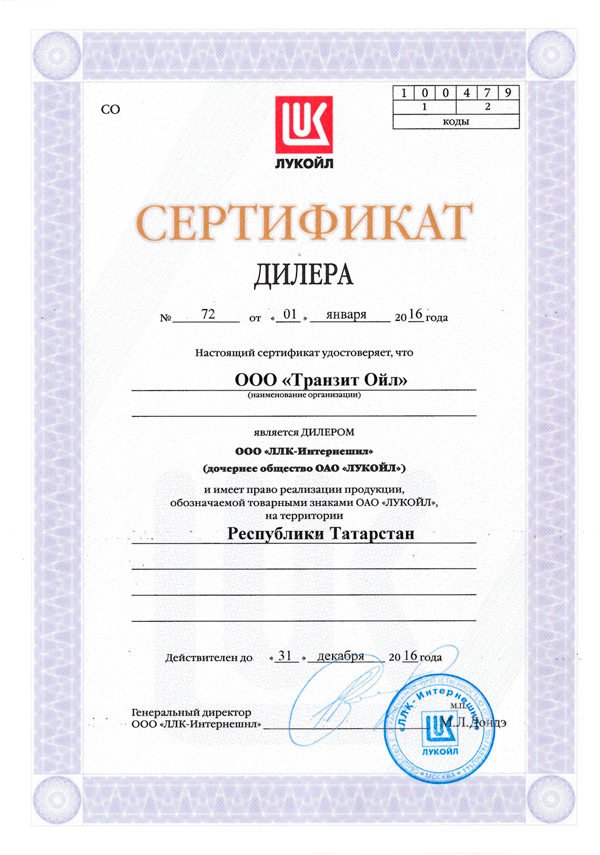 СО
1 0 0 4 7 9
1 2
коды
ЛУКОЙЛ
СЕРТИФИКАТ
ДИЛЕРА
№ 72 от «01» января 2016 года
Настоящий сертификат удостоверяет, что
ООО «Транзит Ойл»
(наименование организации)
является ДИЛЕРОМ
ООО «ЛЛК-Интернешнл»
(дочернее общество ОАО «ЛУКОЙЛ»)
и имеет право реализации продукции,
обозначаемой товарными знаками ОАО «ЛУКОЙЛ»,
на территории
Республики Татарстан
Действителен до «31» декабря 2016 года
Генеральный директор
ООО «ЛЛК-Интернешнл»
М.П.
М.Л.Дондэ
«ЛЛК-Интернешнл»
ЛУКОЙЛ
МОСКВА